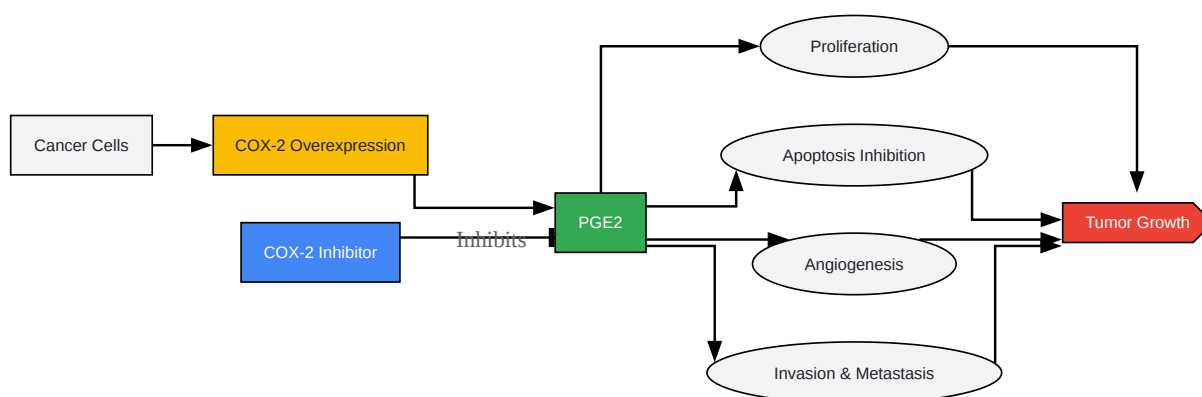 Proliferation
Cancer Cells
COX-2 Overexpression
Apoptosis Inhibition
COX-2 Inhibitor
Inhibits
PGE2
Tumor Growth
Angiogenesis
Invasion & Metastasis